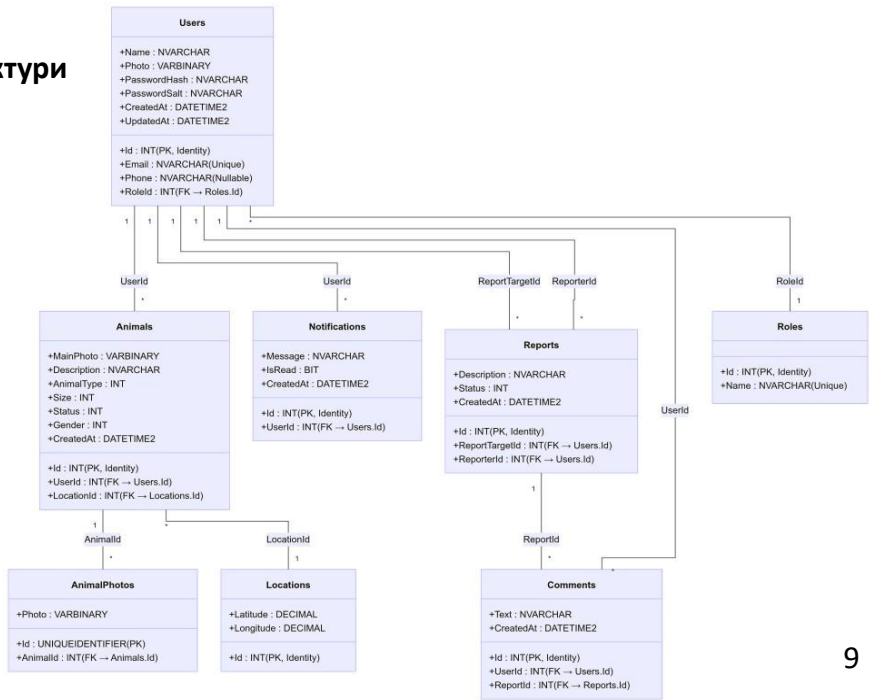 ктури
Users
+Name : NVARCHAR
+Photo : VARBINARY
+PasswordHash : NVARCHAR
+PasswordSalt : NVARCHAR
+CreatedAt : DATETIME2
+UpdatedAt : DATETIME2
+Id : INT(PK, Identity)
+Email : NVARCHAR(Unique)
+Phone : NVARCHAR(Nullable)
+RoleId : INT(FK → Roles.Id)
1 1 1 1 1 *
UserId
*
UserId
*
ReportTargetId
*
ReporterId
*
RoleId
1
Animals
+MainPhoto : VARBINARY
+Description : NVARCHAR
+AnimalType : INT
+Size : INT
+Status : INT
+Gender : INT
+CreatedAt : DATETIME2
+Id : INT(PK, Identity)
+UserId : INT(FK → Users.Id)
+LocationId : INT(FK → Locations.Id)
Notifications
+Message : NVARCHAR
+IsRead : BIT
+CreatedAt : DATETIME2
+Id : INT(PK, Identity)
+UserId : INT(FK → Users.Id)
Reports
+Description : NVARCHAR
+Status : INT
+CreatedAt : DATETIME2
+Id : INT(PK, Identity)
+ReportTargetId : INT(FK → Users.Id)
+ReporterId : INT(FK → Users.Id)
Roles
+Id : INT(PK, Identity)
+Name : NVARCHAR(Unique)
UserId
1
AnimalId
*
*
LocationId
1
1
ReportId
*
*
AnimalPhotos
+Photo : VARBINARY
+Id : UNIQUEIDENTIFIER(PK)
+AnimalId : INT(FK → Animals.Id)
Locations
+Latitude : DECIMAL
+Longitude : DECIMAL
+Id : INT(PK, Identity)
Comments
+Text : NVARCHAR
+CreatedAt : DATETIME2
+Id : INT(PK, Identity)
+UserId : INT(FK → Users.Id)
+ReportId : INT(FK → Reports.Id)
9